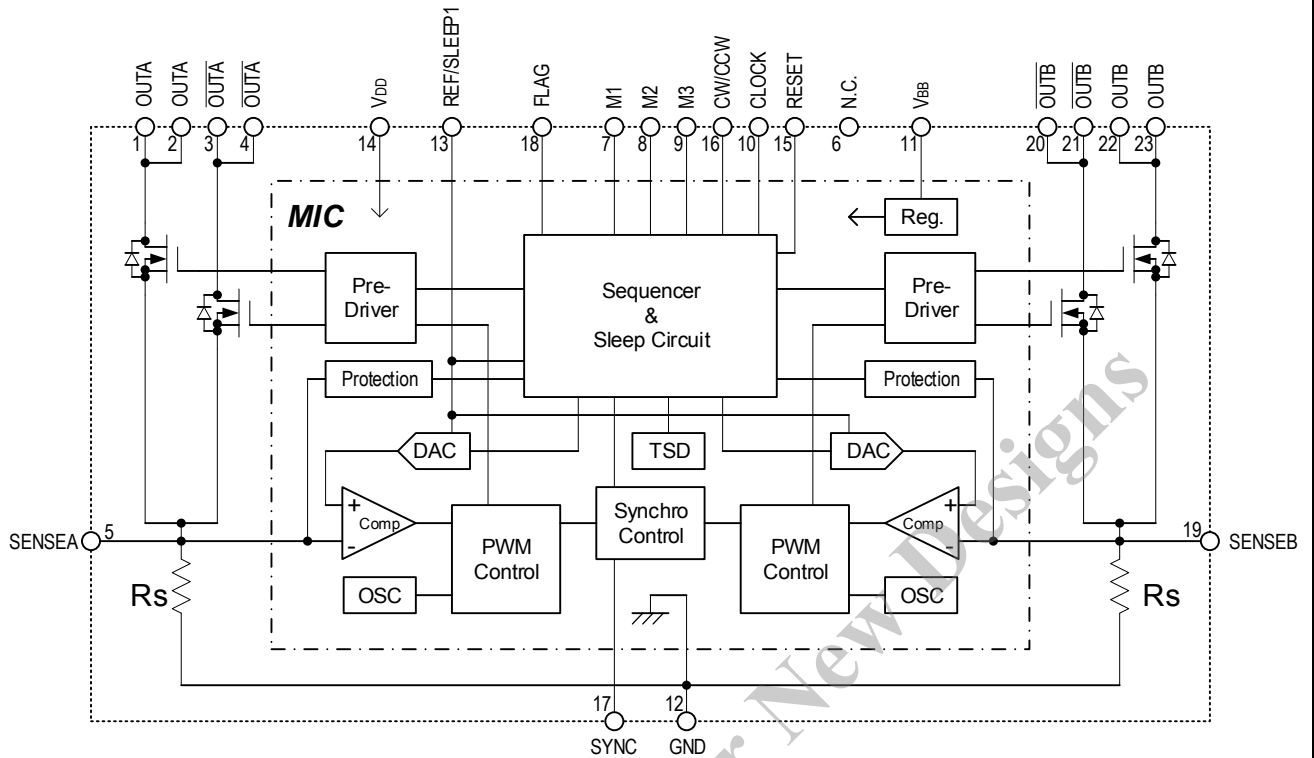 OUTA
OUTA
OUTA
OUTA
VDD
REF/SLEEP1
FLAG
M1
M2
M3
CW/CCW
CLOCK
RESET
N.C.
VBB
OUTB
OUTB
OUTB
OUTB
1
2
3
4
14
13
18
7
8
9
16
10
15
6
11
20
21
22
23
MIC
Reg.
Pre-
Driver
Sequencer
&
Sleep Circuit
Pre-
Driver
Protection
Protection
DAC
TSD
DAC
+
Comp
-
PWM
Control
Synchro
Control
PWM
Control
+
Comp
-
SENSEA
5
19
SENSEB
Rs
OSC
OSC
Rs
17
12
SYNC
GND
New Designs